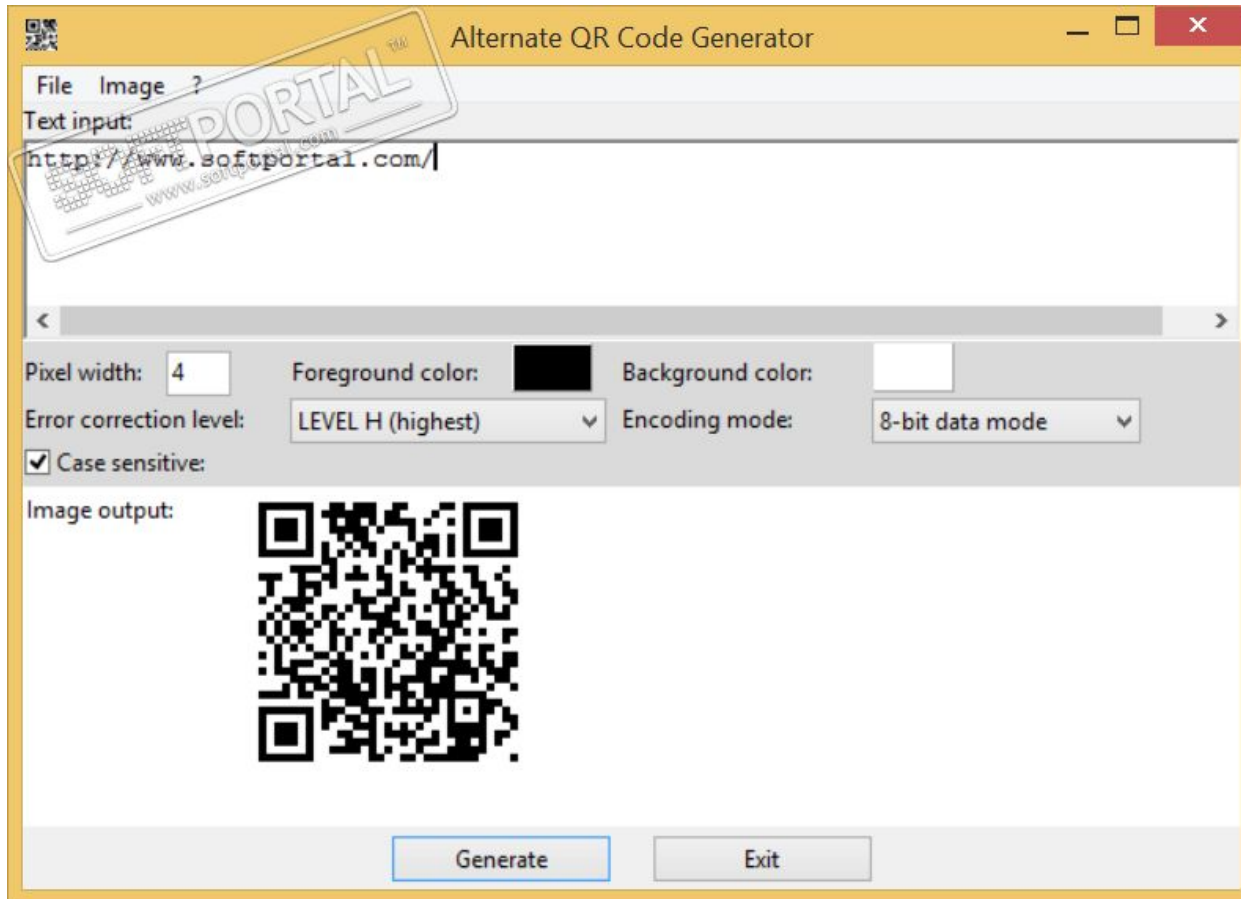 Alternate QR Code Generator
File Image ?
Text input:
http://www.softportal.com/
SOFTPORTAL TM
www.softportal.com
Pixel width: 4 Foreground color: Background color:
Error correction level: LEVEL H (highest) Encoding mode: 8-bit data mode
Case sensitive:
Image output:
Generate Exit